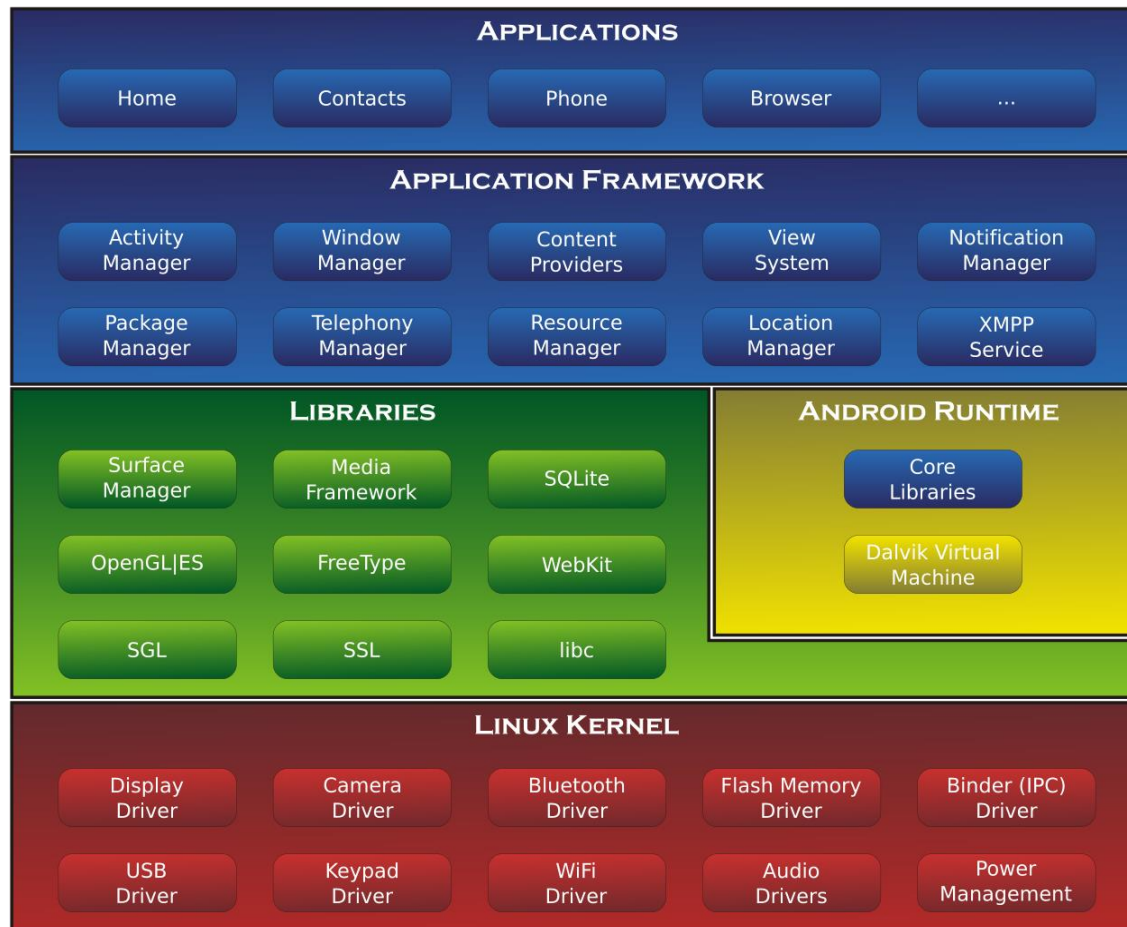 APPLICATIONS
Home
Contacts
Phone
Browser
...
APPLICATION FRAMEWORK
Activity
Manager
Window
Manager
Content
Providers
View
System
Notification
Manager
Package
Manager
Telephony
Manager
Resource
Manager
Location
Manager
XMPP
Service
LIBRARIES
Surface
Manager
Media
Framework
SQLite
OpenGL|ES
FreeType
WebKit
SGL
SSL
libc
ANDROID RUNTIME
Core
Libraries
Dalvik Virtual
Machine
LINUX KERNEL
Display
Driver
Camera
Driver
Bluetooth
Driver
Flash Memory
Driver
Binder (IPC)
Driver
USB
Driver
Keypad
Driver
WiFi
Driver
Audio
Drivers
Power
Management